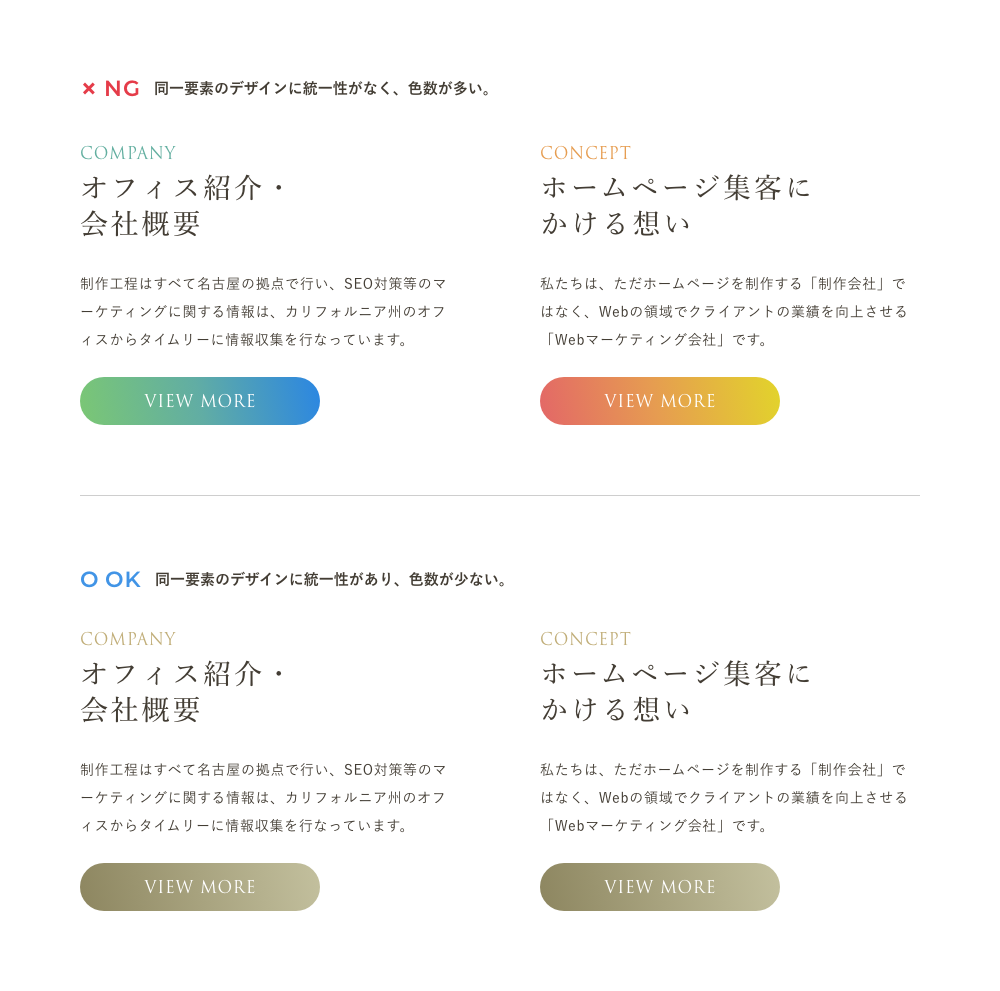 × NG 同一要素のデザインに統一性がなく、色数が多い。
COMPANY
オフィス紹介・
会社概要
制作工程はすべて名古屋の拠点で行い、SEO対策等のマ
ーケティングに関する情報は、カリフォルニア州のオフ
ィスからタイムリーに情報収集を行なっています。
VIEW MORE
CONCEPT
ホームページ集客に
かける想い
私たちは、ただホームページを制作する「制作会社」で
はなく、Webの領域でクライアントの業績を向上させる
「Webマーケティング会社」です。
VIEW MORE
O OK 同一要素のデザインに統一性があり、色数が少ない。
COMPANY
オフィス紹介・
会社概要
制作工程はすべて名古屋の拠点で行い、SEO対策等のマ
ーケティングに関する情報は、カリフォルニア州のオフ
ィスからタイムリーに情報収集を行なっています。
VIEW MORE
CONCEPT
ホームページ集客に
かける想い
私たちは、ただホームページを制作する「制作会社」で
はなく、Webの領域でクライアントの業績を向上させる
「Webマーケティング会社」です。
VIEW MORE